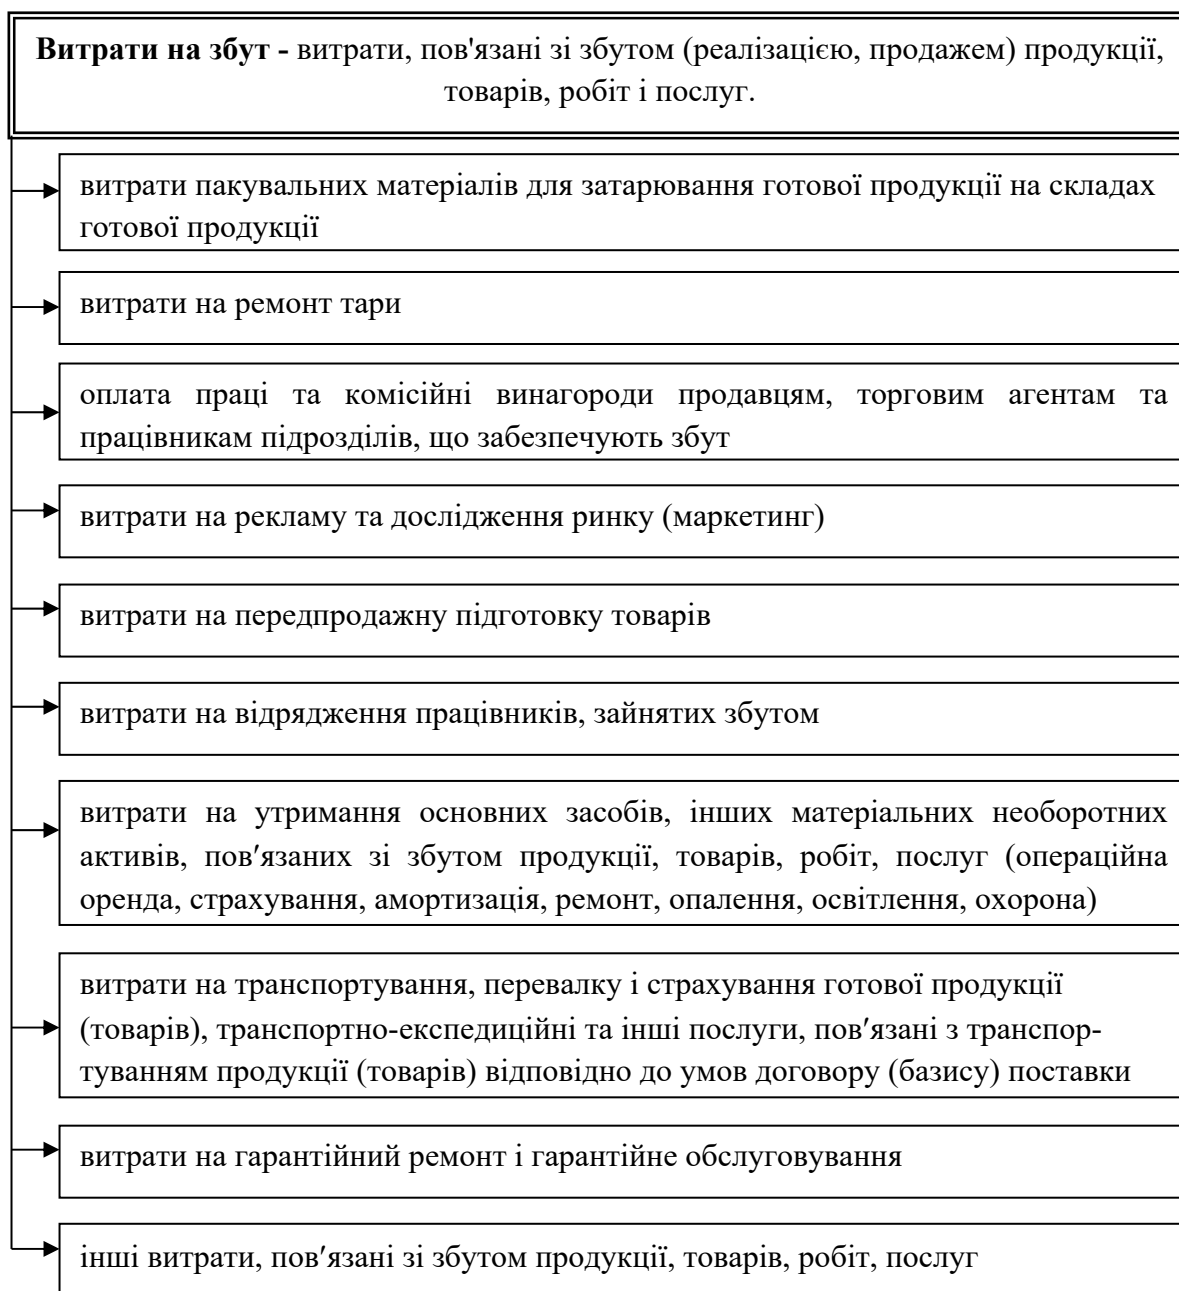 Витрати на збут - витрати, пов'язані зі збутом (реалізацією, продажем) продукції,
товарів, робіт і послуг.
витрати пакувальних матеріалів для затарювання готової продукції на складах
готової продукції
витрати на ремонт тари
оплата праці та комісійні винагороди продавцям, торговим агентам та
працівникам підрозділів, що забезпечують збут
витрати на рекламу та дослідження ринку (маркетинг)
витрати на передпродажну підготовку товарів
витрати на відрядження працівників, зайнятих збутом
витрати на утримання основних засобів, інших матеріальних необоротних
активів, пов′язаних зі збутом продукції, товарів, робіт, послуг (операційна
оренда, страхування, амортизація, ремонт, опалення, освітлення, охорона)
витрати на транспортування, перевалку і страхування готової продукції
(товарів), транспортно-експедиційні та інші послуги, пов′язані з транспор-
туванням продукції (товарів) відповідно до умов договору (базису) поставки
витрати на гарантійний ремонт і гарантійне обслуговування
інші витрати, пов′язані зі збутом продукції, товарів, робіт, послуг